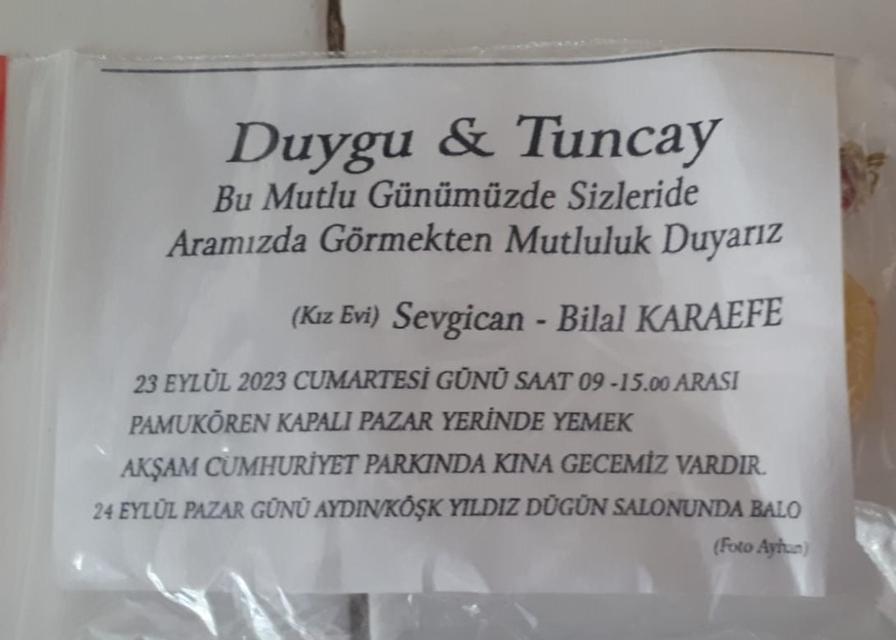 Duygu & Tuncay
Bu Mutlu Günümüzde Sizleride
Aramızda Görmekten Mutluluk Duyarız
(Kız Evi) Sevgican - Bilal KARAEFE
23 EYLÜL 2023 CUMARTESİ GÜNÜ SAAT 09 -15.00 ARASI
PAMUKÖREN KAPALI PAZAR YERİNDE YEMEK
AKŞAM CUMHURİYET PARKINDA KINA GECEMİZ VARDIR.
24 EYLÜL PAZAR GÜNÜ AYDIN/KÖŞK YILDIZ DÜGÜN SALONUNDA BALO
(Foto Ayhan)